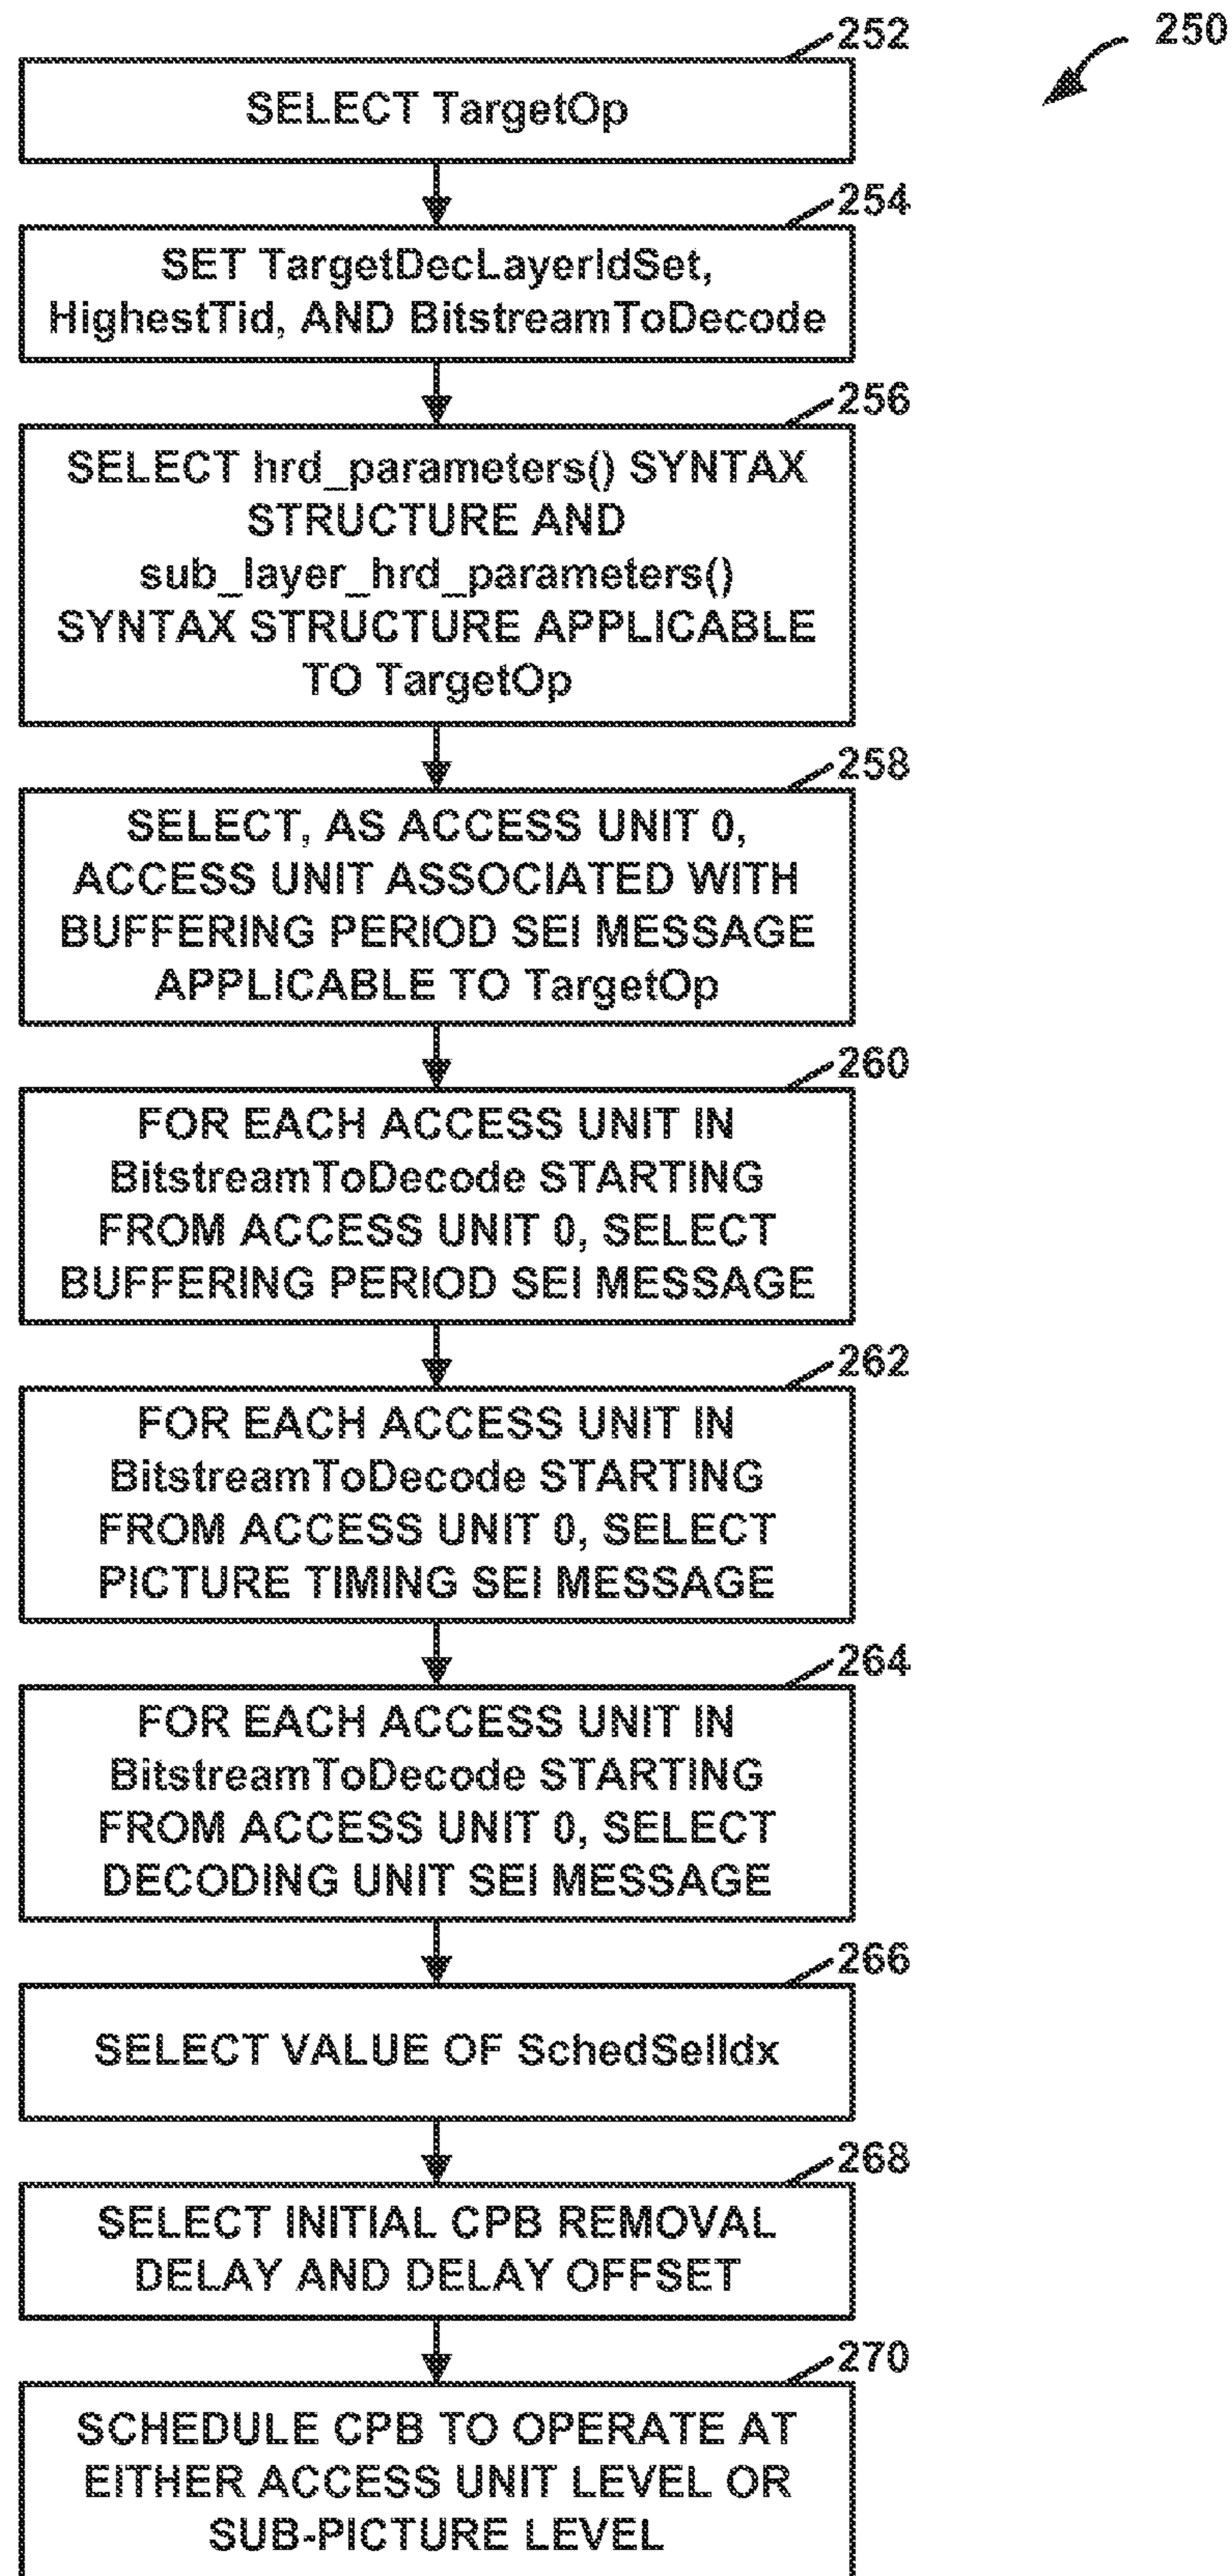 250
252
SELECT TargetOp
254
SET TargetDecLayerIdSet,
HighestTid, AND BitstreamToDecode
256
SELECT hrd_parameters() SYNTAX
STRUCTURE AND
sub_layer_hrd_parameters()
SYNTAX STRUCTURE APPLICABLE
TO TargetOp
258
SELECT, AS ACCESS UNIT 0,
ACCESS UNIT ASSOCIATED WITH
BUFFERING PERIOD SEI MESSAGE
APPLICABLE TO TargetOp
260
FOR EACH ACCESS UNIT IN
BitstreamToDecode STARTING
FROM ACCESS UNIT 0, SELECT
BUFFERING PERIOD SEI MESSAGE
262
FOR EACH ACCESS UNIT IN
BitstreamToDecode STARTING
FROM ACCESS UNIT 0, SELECT
PICTURE TIMING SEI MESSAGE
264
FOR EACH ACCESS UNIT IN
BitstreamToDecode STARTING
FROM ACCESS UNIT 0, SELECT
DECODING UNIT SEI MESSAGE
266
SELECT VALUE OF SchedSelIdx
268
SELECT INITIAL CPB REMOVAL
DELAY AND DELAY OFFSET
270
SCHEDULE CPB TO OPERATE AT
EITHER ACCESS UNIT LEVEL OR
SUB-PICTURE LEVEL